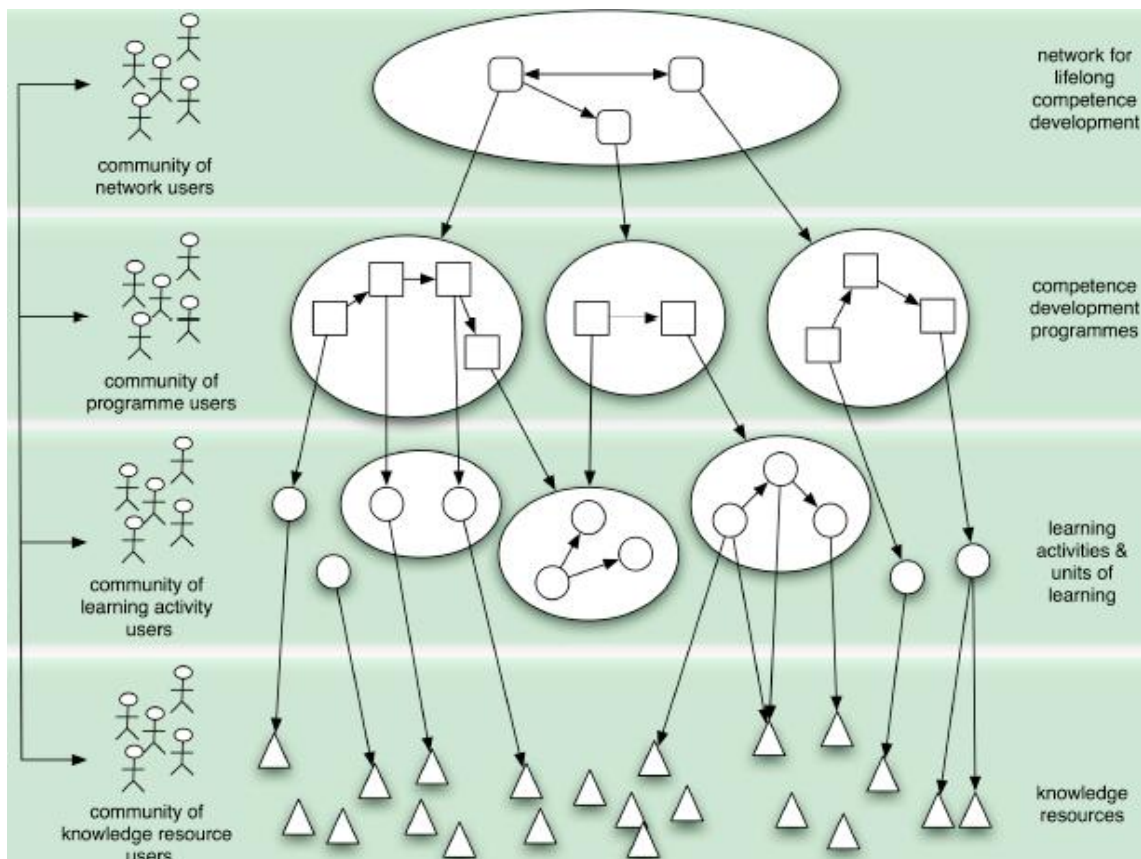 community of
network users
network for
lifelong
competence
development
community of
programme users
competence
development
programmes
community of
learning activity
users
learning
activities &
units of
learning
community of
knowledge resource
users
knowledge
resources